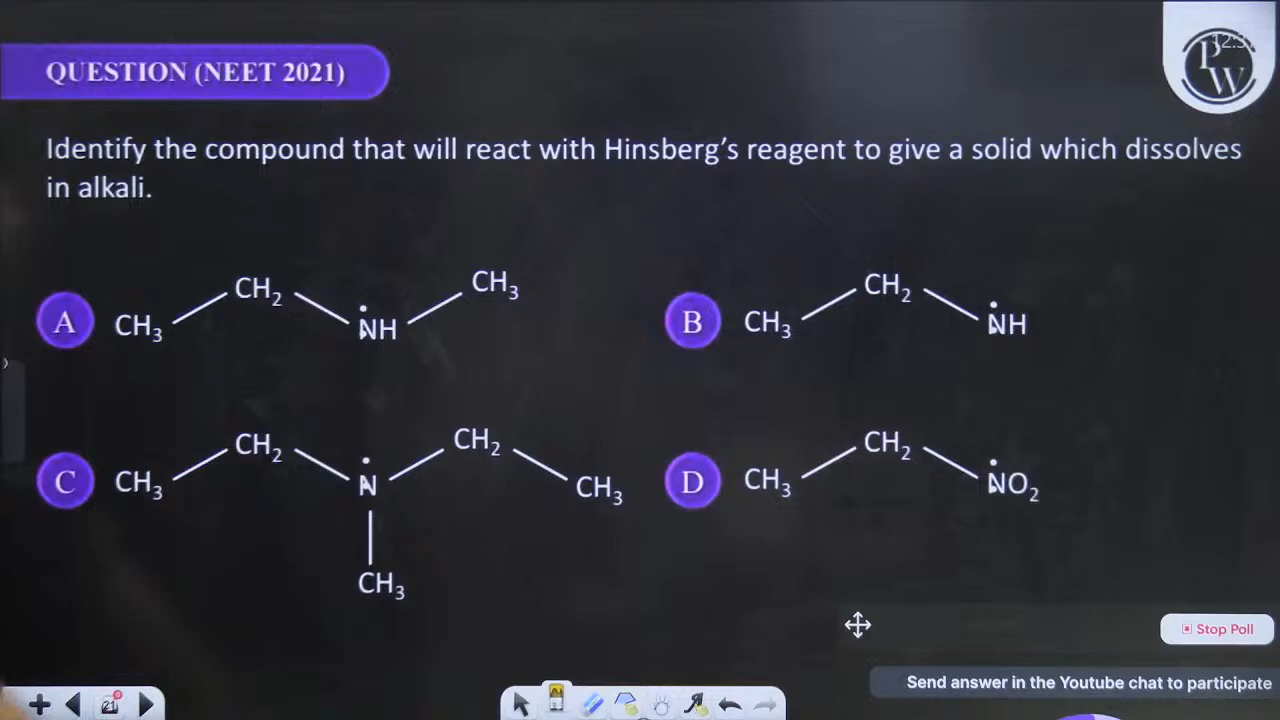 QUESTION (NEET 2021)
Identify the compound that will react with Hinsberg's reagent to give a solid which dissolves
in alkali.
A CH₃ CH₂ NH CH₃
B CH₃ CH₂ NH
C CH₃ CH₂ N CH₂ CH₃
CH₃
D CH₃ CH₂ NO₂
PW
Stop Poll
Send answer in the Youtube chat to participate
21